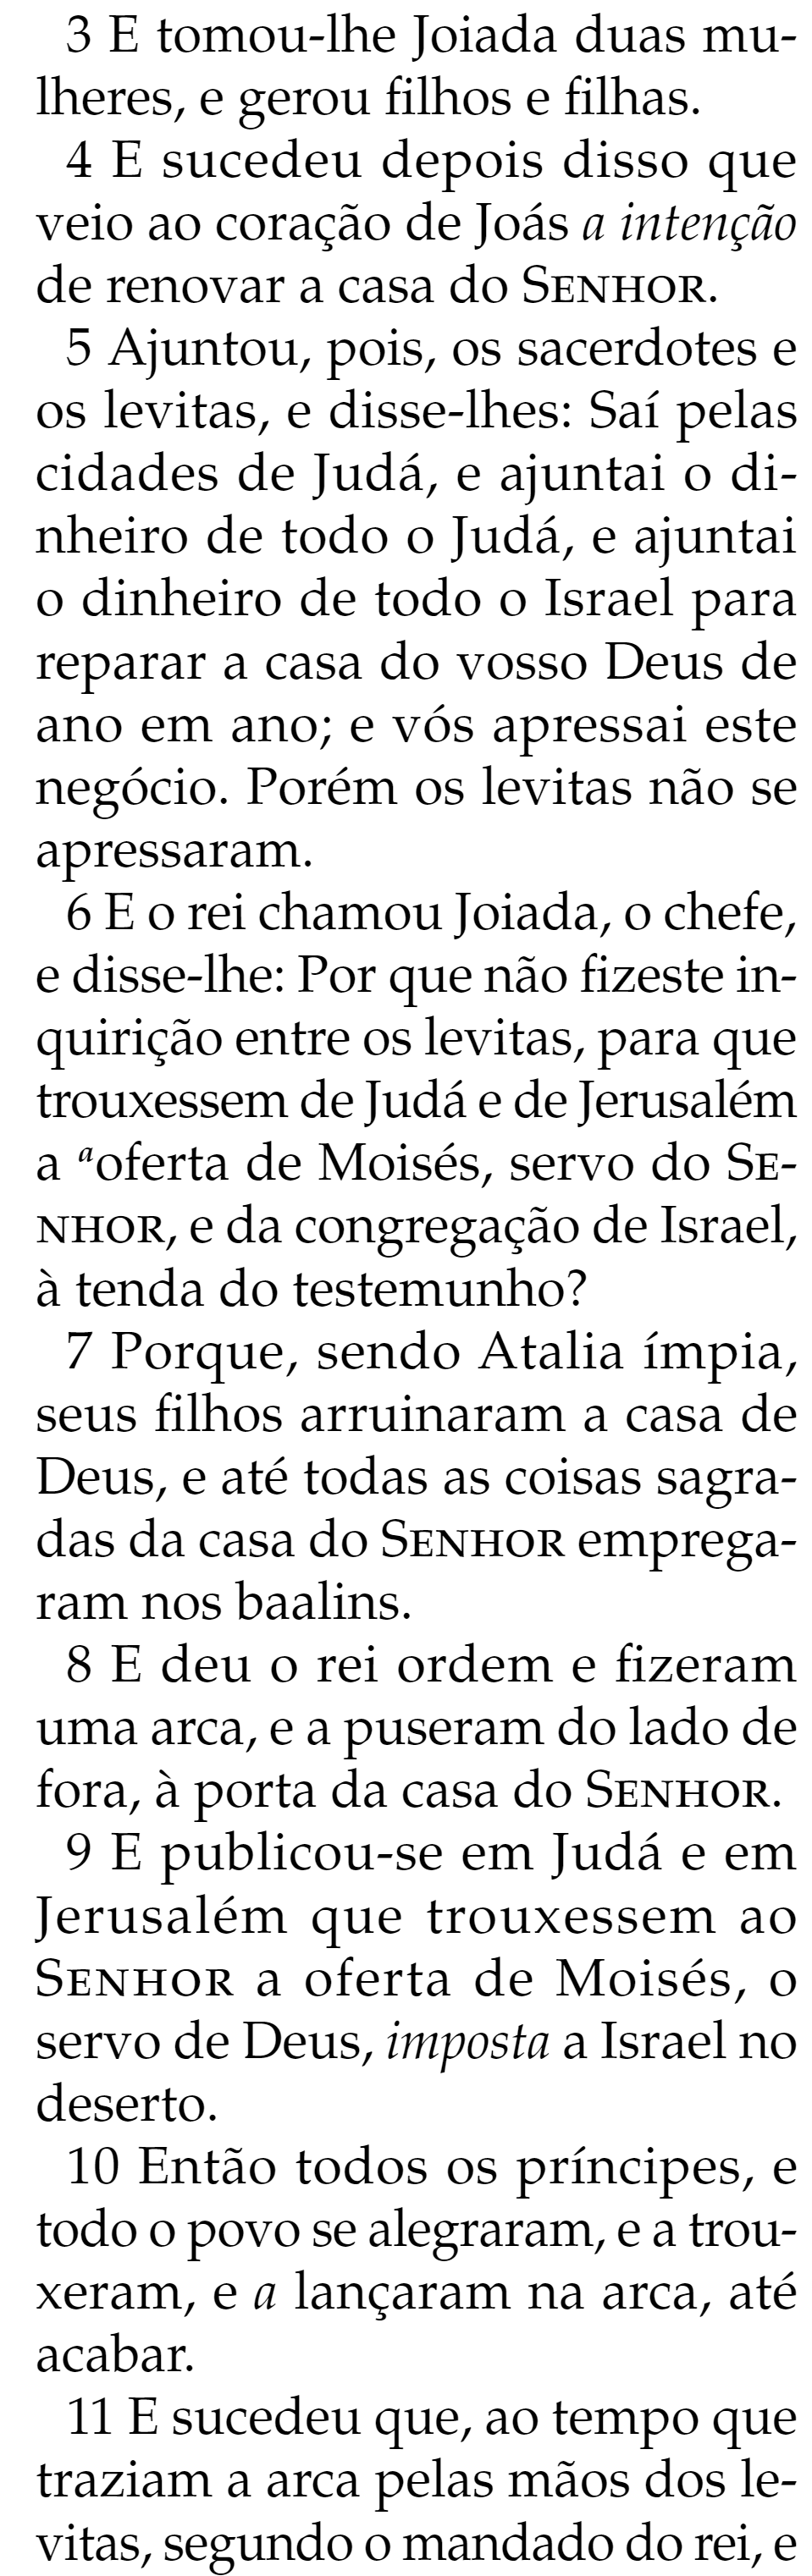 3 E tomou-lhe Joiada duas mu-
lheres, e gerou filhos e filhas.
4 E sucedeu depois disso que
veio ao coração de Joás a intenção
de renovar a casa do SENHOR.
5 Ajuntou, pois, os sacerdotes e
os levitas, e disse-lhes: Saí pelas
cidades de Judá, e ajuntai o di-
nheiro de todo o Judá, e ajuntai
o dinheiro de todo o Israel para
reparar a casa do vosso Deus de
ano em ano; e vós apressai este
negócio. Porém os levitas não se
apressaram.
6 E o rei chamou Joiada, o chefe,
e disse-lhe: Por que não fizeste in-
quirição entre os levitas, para que
trouxessem de Judá e de Jerusalém
a ᵃoferta de Moisés, servo do SE-
NHOR, e da congregação de Israel,
à tenda do testemunho?
7 Porque, sendo Atalia ímpia,
seus filhos arruinaram a casa de
Deus, e até todas as coisas sagra-
das da casa do SENHOR emprega-
ram nos baalins.
8 E deu o rei ordem e fizeram
uma arca, e a puseram do lado de
fora, à porta da casa do SENHOR.
9 E publicou-se em Judá e em
Jerusalém que trouxessem ao
SENHOR a oferta de Moisés, o
servo de Deus, imposta a Israel no
deserto.
10 Então todos os príncipes, e
todo o povo se alegraram, e a trou-
xeram, e a lançaram na arca, até
acabar.
11 E sucedeu que, ao tempo que
traziam a arca pelas mãos dos le-
vitas, segundo o mandado do rei, e